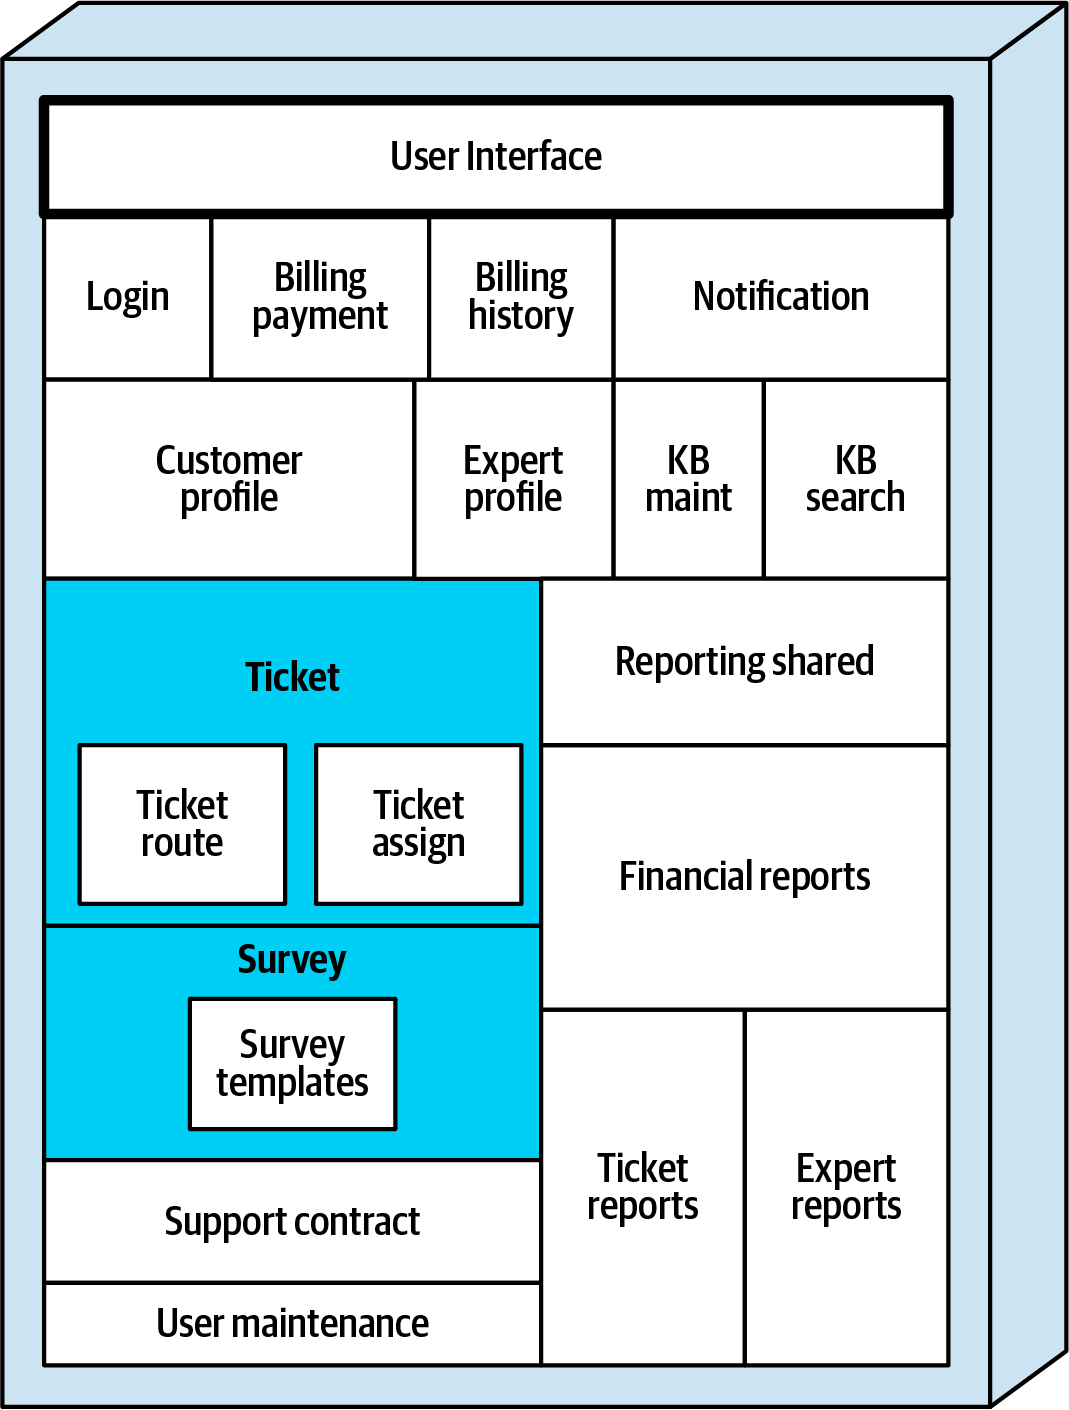 User Interface
Login
Billing
payment
Billing
history
Notification
Customer
profile
Expert
profile
KB
maint
KB
search
Ticket
Ticket
route
Ticket
assign
Reporting shared
Financial reports
Survey
Survey
templates
Ticket
reports
Expert
reports
Support contract
User maintenance